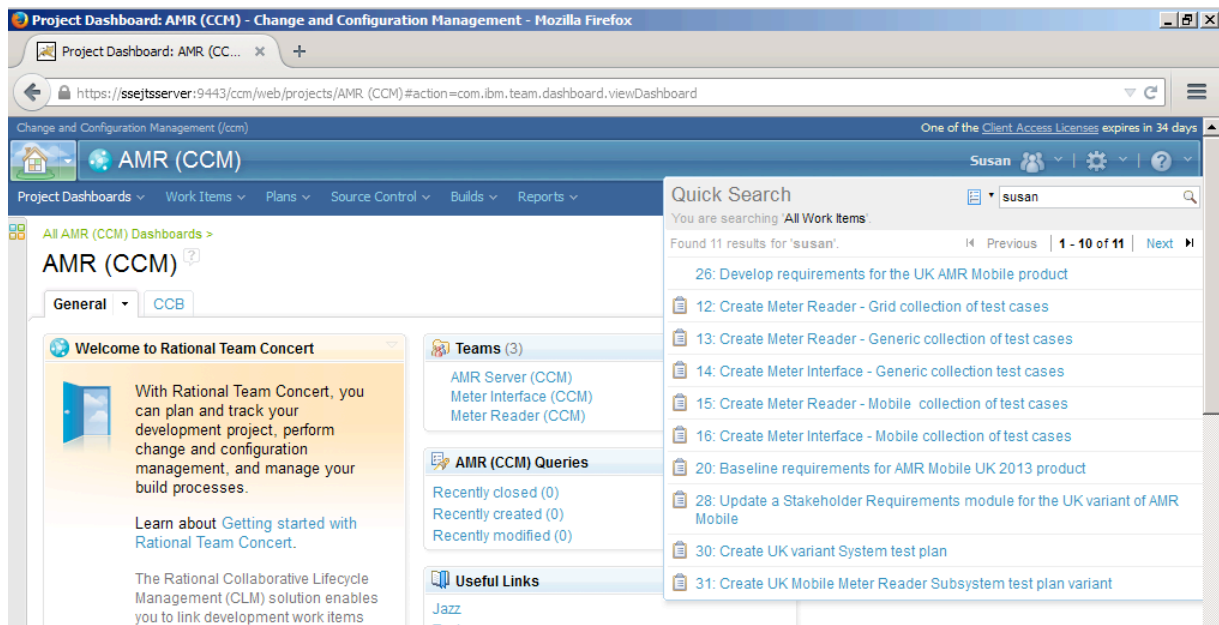 Project Dashboard: AMR (CCM) - Change and Configuration Management - Mozilla Firefox
Project Dashboard: AMR (CC...
https://ssejtsserver:9443/ccm/web/projects/AMR (CCM)#action=com.ibm.team.dashboard.viewDashboard
Change and Configuration Management (/ccm)
One of the Client Access Licenses expires in 34 days
AMR (CCM)
Susan
Project Dashboards
Work Items
Plans
Source Control
Builds
Reports
All AMR (CCM) Dashboards >
AMR (CCM) ?
General
CCB
Welcome to Rational Team Concert
With Rational Team Concert, you
can plan and track your
development project, perform
change and configuration
management, and manage your
build processes.
Learn about Getting started with
Rational Team Concert.
The Rational Collaborative Lifecycle
Management (CLM) solution enables
you to link development work items
Teams (3)
AMR Server (CCM)
Meter Interface (CCM)
Meter Reader (CCM)
AMR (CCM) Queries
Recently closed (0)
Recently created (0)
Recently modified (0)
Useful Links
Jazz
Quick Search
susan
You are searching 'All Work Items'.
Found 11 results for 'susan'.
Previous
1 - 10 of 11
Next
26: Develop requirements for the UK AMR Mobile product
12: Create Meter Reader - Grid collection of test cases
13: Create Meter Reader - Generic collection of test cases
14: Create Meter Interface - Generic collection test cases
15: Create Meter Reader - Mobile collection of test cases
16: Create Meter Interface - Mobile collection of test cases
20: Baseline requirements for AMR Mobile UK 2013 product
28: Update a Stakeholder Requirements module for the UK variant of AMR
Mobile
30: Create UK variant System test plan
31: Create UK Mobile Meter Reader Subsystem test plan variant